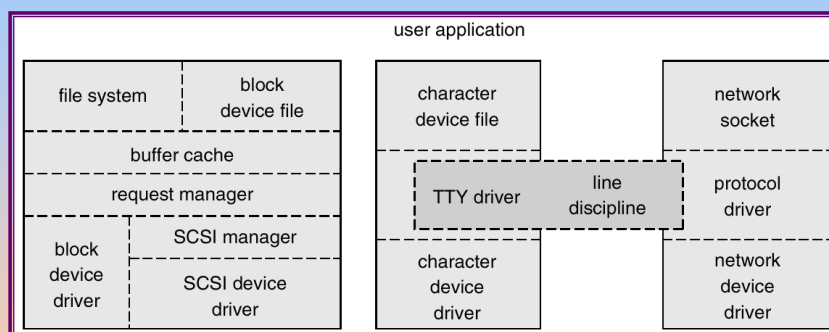 user application
file system
block
device file
buffer cache
request manager
block
device
driver
SCSI manager
SCSI device
driver
character
device file
TTY driver
line
discipline
character
device
driver
network
socket
protocol
driver
network
device
driver